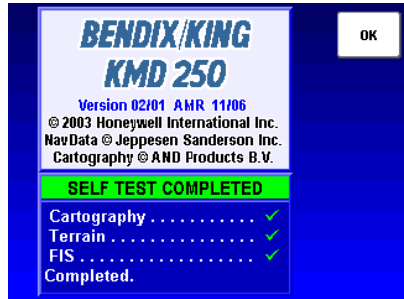 BENDIX/KING
OK
KMD 250
Version 02/01 AMR 11/06
© 2003 Honeywell International Inc.
NavData © Jeppesen Sanderson Inc.
Cartography © AND Products B.V.
SELF TEST COMPLETED
Cartography . . . . . . . . . . . ✓
Terrain . . . . . . . . . . . . . . . ✓
FIS . . . . . . . . . . . . . . . . . . ✓
Completed.